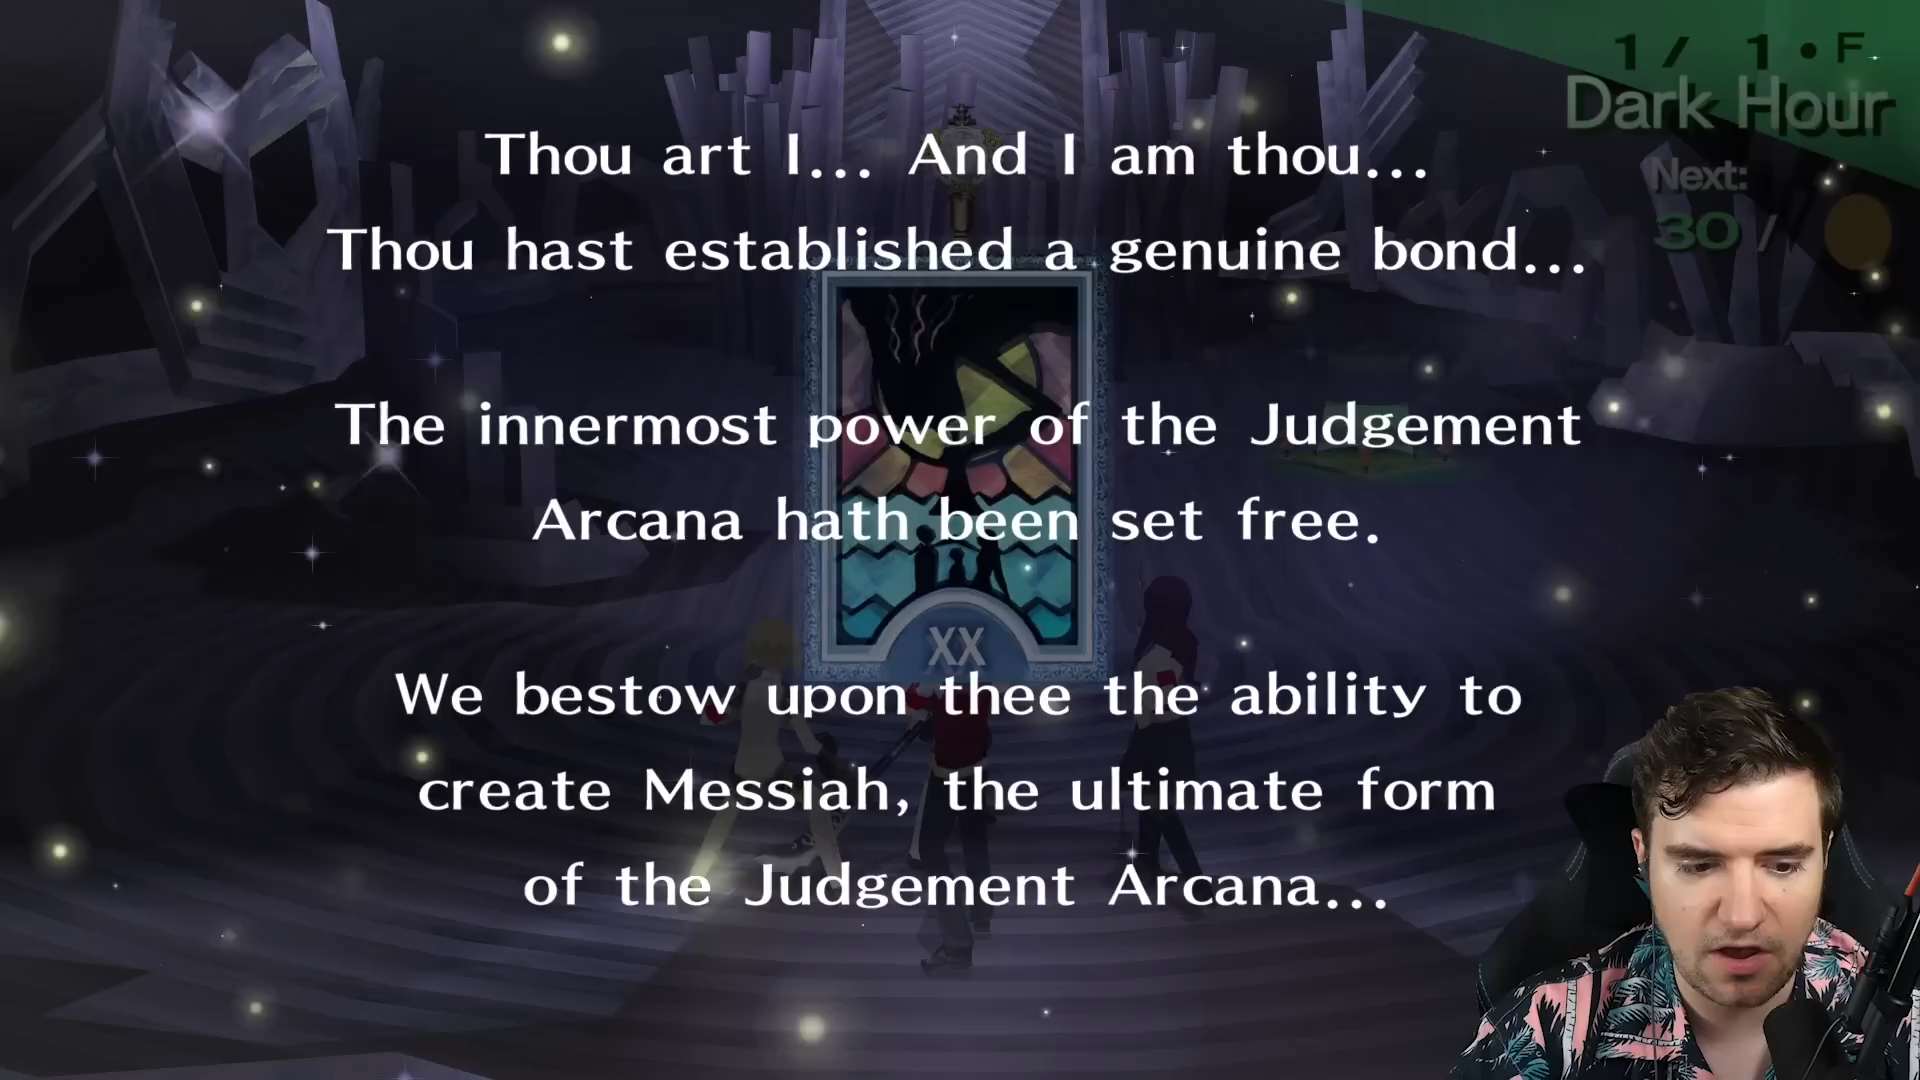 1/ 1・F
Dark Hour
Next:
30/
Thou art I... And I am thou...
Thou hast established a genuine bond...
The innermost power of the Judgement
Arcana hath been set free.
XX
We bestow upon thee the ability to
create Messiah, the ultimate form
of the Judgement Arcana...